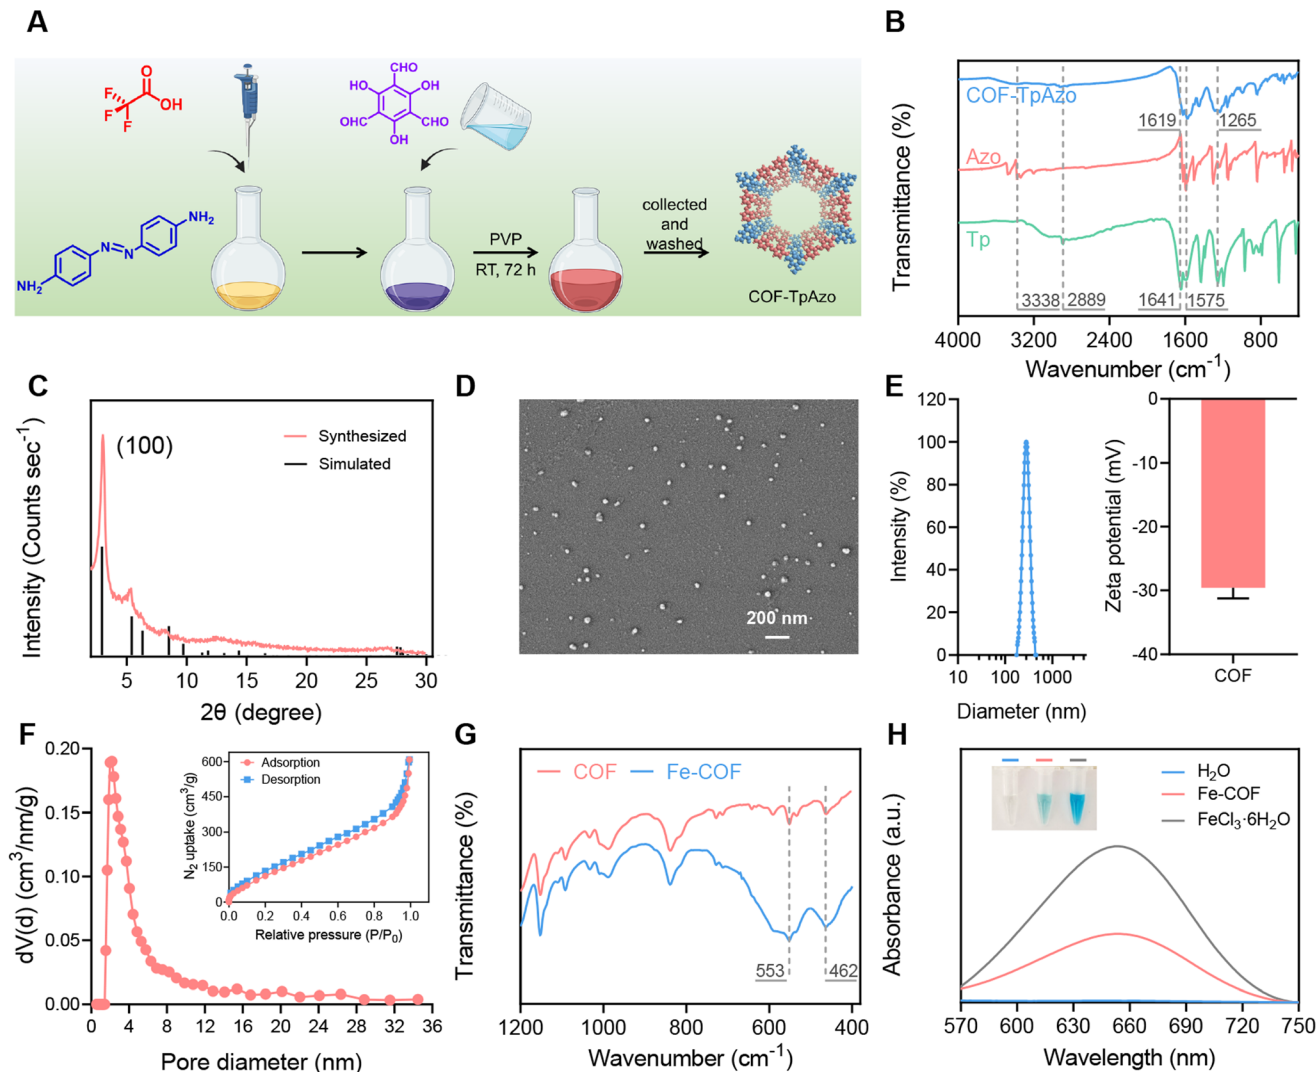 A
O
OH
F
F
F
CHO
HO
OH
OHC
CHO
OH
NH₂
N
N
NH₂
PVP
RT, 72 h
collected
and
washed
COF-TpAzo
B
Transmittance (%)
COF-TpAzo
1619
1265
Azo
Tp
3338
2889
1641
1575
4000 3200 2400 1600 800
Wavenumber (cm⁻¹)
C
Intensity (Counts sec⁻¹)
(100)
Synthesized
Simulated
5 10 15 20 25 30
2θ (degree)
D
200 nm
E
Intensity (%)
120
100
80
60
40
20
0
10 100 1000
Diameter (nm)
Zeta potential (mV)
0
-10
-20
-30
-40
COF
F
dV(d) (cm³/nm/g)
0.20
0.15
0.10
0.05
0.00
0 4 8 12 16 20 24 28 32 36
Pore diameter (nm)
N₂ uptake (cm³/g)
600
450
300
150
0
Adsorption
Desorption
0.0 0.2 0.4 0.6 0.8 1.0
Relative pressure (P/P₀)
G
Transmittance (%)
COF
Fe-COF
553
462
1200 1000 800 600 400
Wavenumber (cm⁻¹)
H
Absorbance (a.u.)
H₂O
Fe-COF
FeCl₃·6H₂O
570 600 630 660 690 720 750
Wavelength (nm)